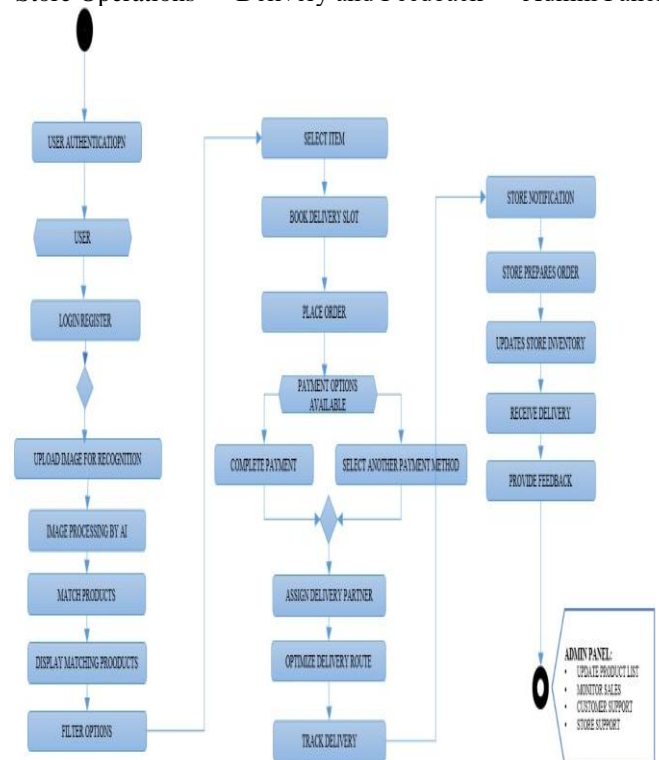 Store Operations Delivery and Feedback Admin Panel
USER AUTHENTICATIOPN
USER
LOGIN/REGISTER
UPLOAD IMAGE FOR RECOGNITION
IMAGE PROCESSING BY AI
MATCH PRODUCTS
DISPLAY MATCHING PROODUCTS
FILTER OPTIONS
SELECT ITEM
BOOK DELIVERY SLOT
PLACE ORDER
PAYMENT OPTIONS
AVAILABLE
COMPLETE PAYMENT
SELECT ANOTHER PAYMENT METHOD
ASSIGN DELIVERY PARTNER
OPTIMIZE DELIVERY ROUTE
TRACK DELIVERY
STORE NOTIFICATION
STORE PREPARES ORDER
UPDATES STORE INVENTORY
RECEIVE DELIVERY
PROVIDE FEEDBACK
ADMIN PANEL:
• UPDATE PRODUCT LIST
• MONITOR SALES
• CUSTOMER SUPPORT
• STORE SUPPORT